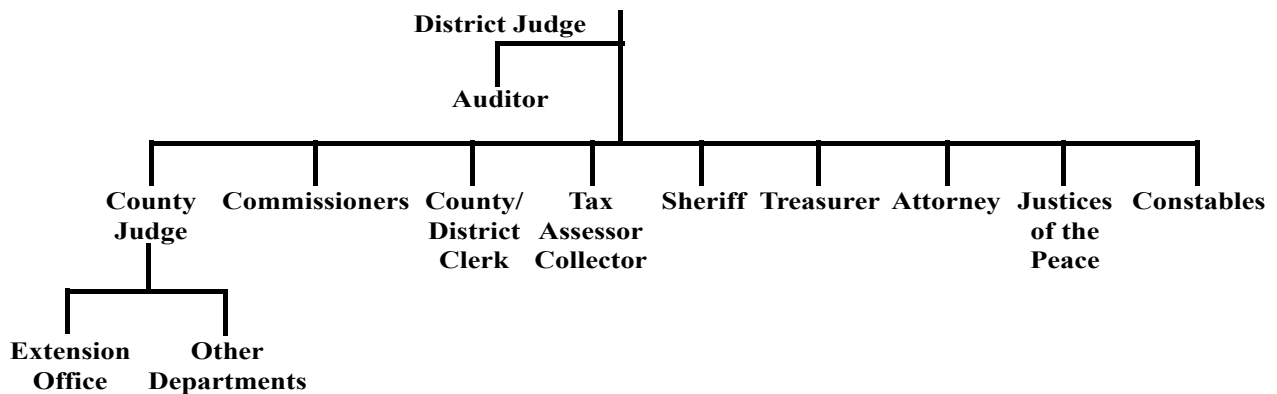 District Judge
Auditor
County
Judge
Commissioners
County/
District
Clerk
Tax
Assessor
Collector
Sheriff
Treasurer
Attorney
Justices
of the
Peace
Constables
Extension
Office
Other
Departments